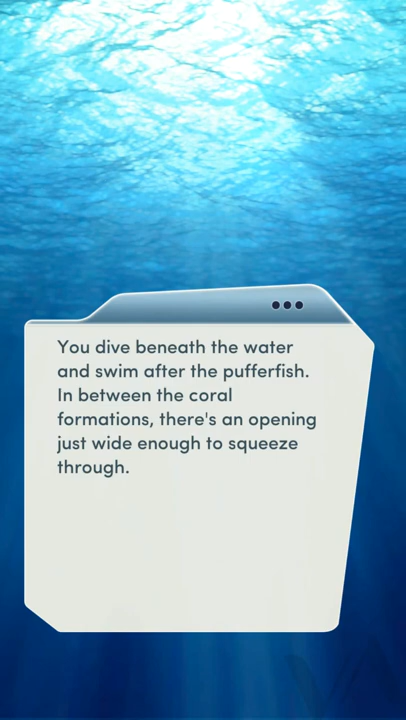 You dive beneath the water
and swim after the pufferfish.
In between the coral
formations, there's an opening
just wide enough to squeeze
through.